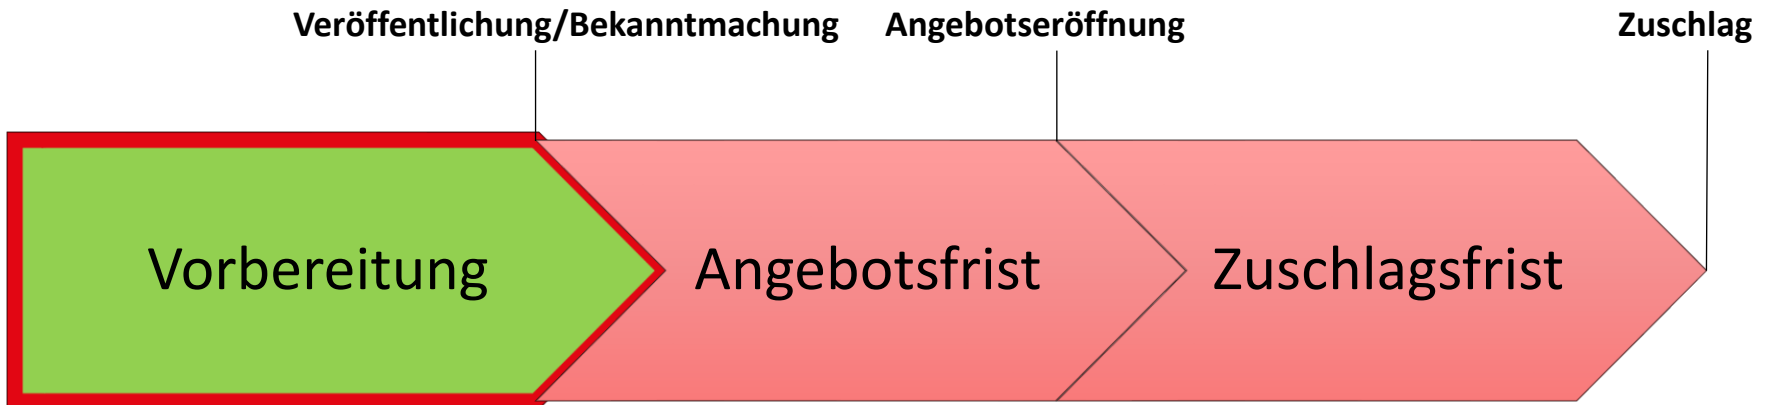 Veröffentlichung/Bekanntmachung Angebotseröffnung Zuschlag
Vorbereitung Angebotsfrist Zuschlagsfrist